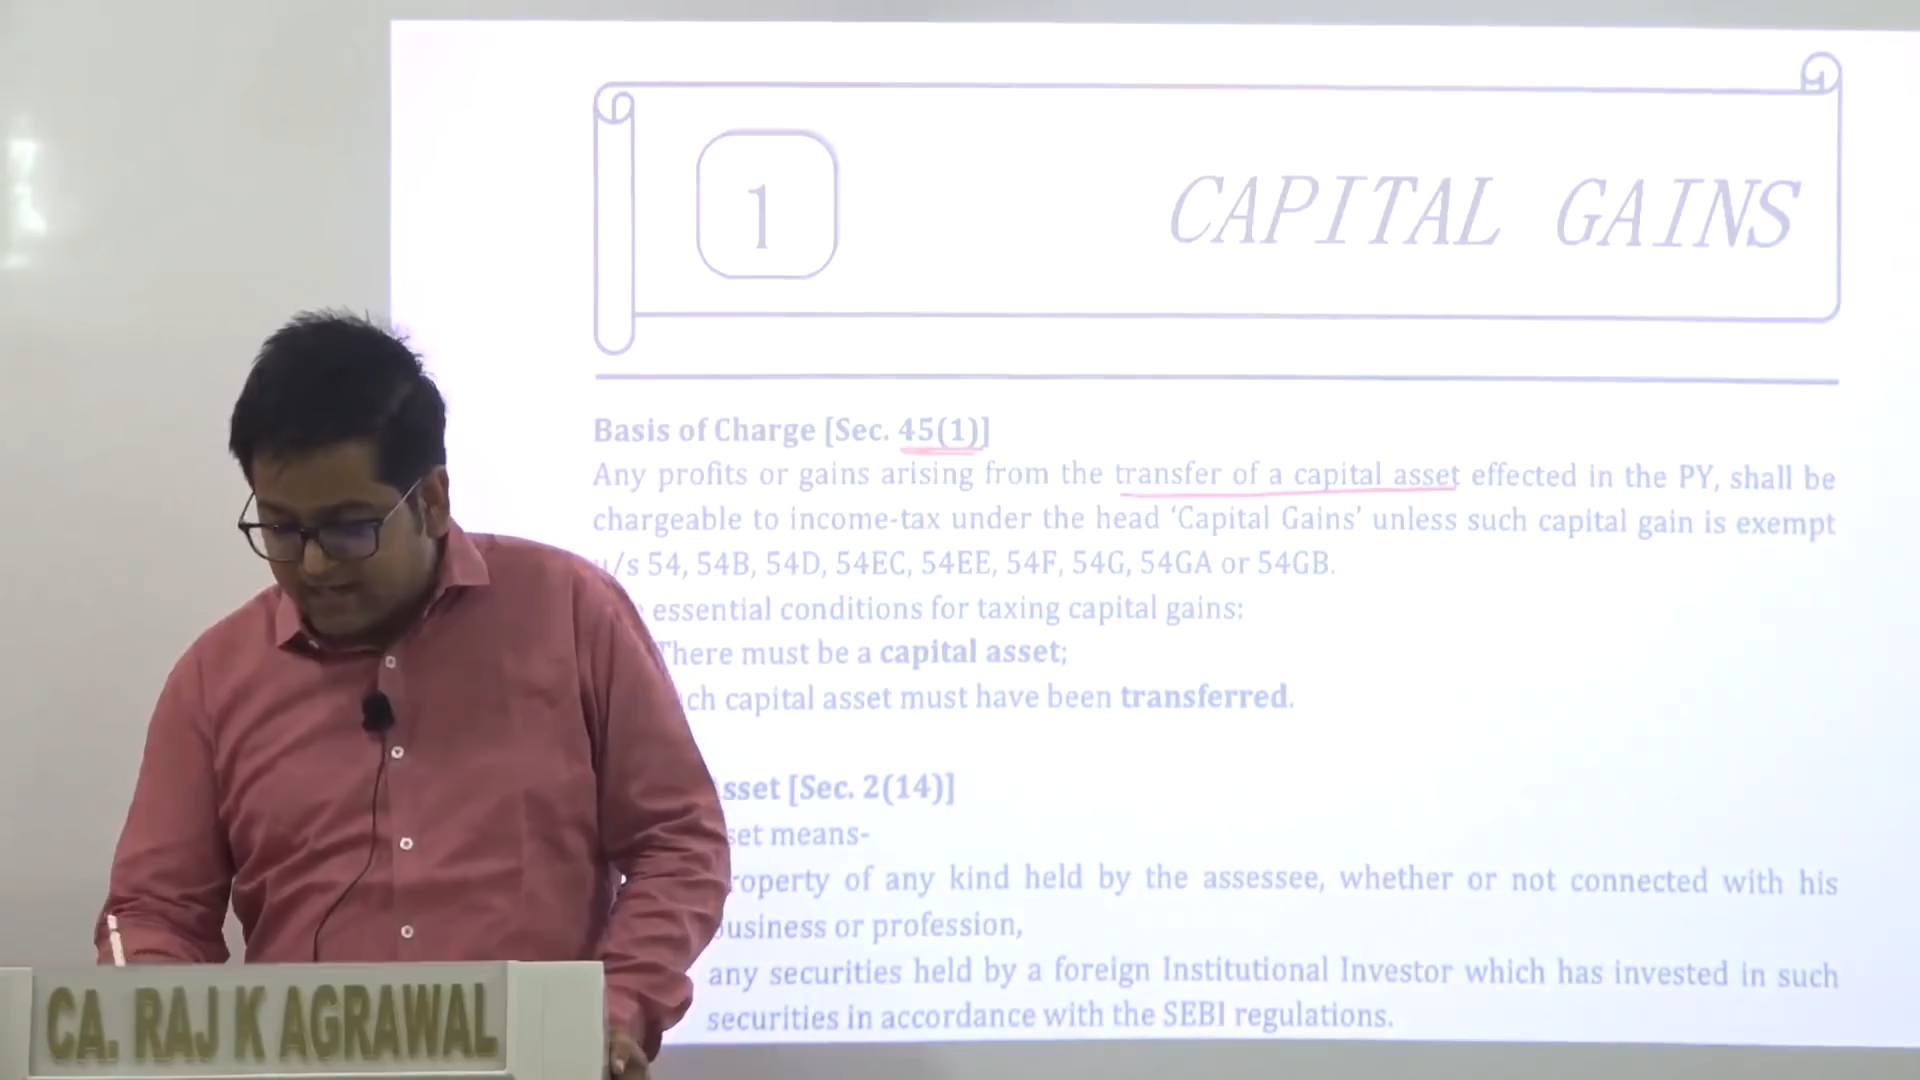 1
CAPITAL GAINS
Basis of Charge [Sec. 45(1)]
Any profits or gains arising from the transfer of a capital asset effected in the PY, shall be
chargeable to income-tax under the head ‘Capital Gains’ unless such capital gain is exempt
/s 54, 54B, 54D, 54EC, 54EE, 54F, 54G, 54GA or 54GB.
essential conditions for taxing capital gains:
There must be a capital asset;
ch capital asset must have been transferred.
sset [Sec. 2(14)]
set means-
roperty of any kind held by the assessee, whether or not connected with his
business or profession,
any securities held by a foreign Institutional Investor which has invested in such
securities in accordance with the SEBI regulations.
CA. RAJ K AGRAWAL